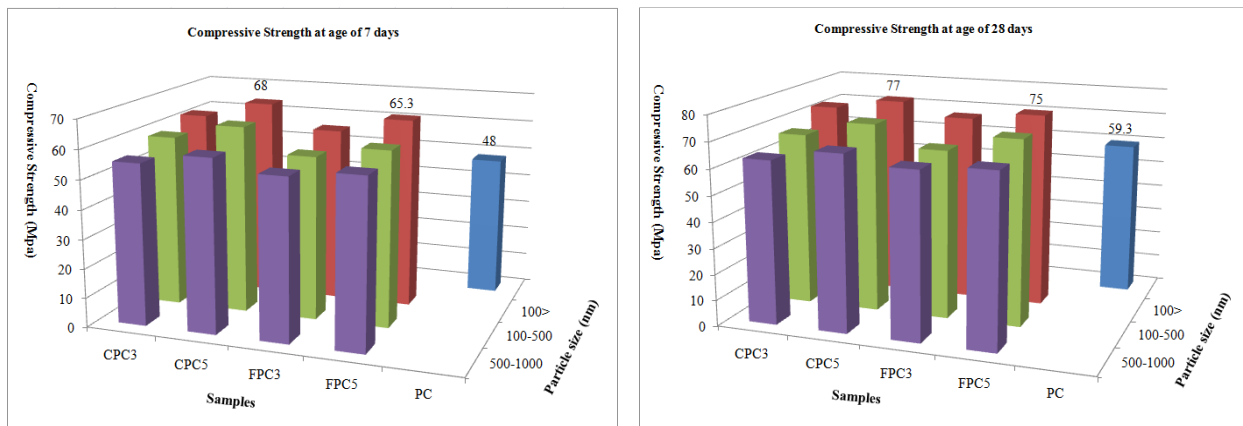 Compressive Strength at age of 7 days
Compressive Strength (Mpa)
70
60
50
40
30
20
10
0
68
65.3
48
CPC3
CPC5
FPC3
FPC5
PC
Samples
100>
100-500
500-1000
Particle size (nm)
Compressive Strength at age of 28 days
Compressive Strength (Mpa)
80
70
60
50
40
30
20
10
0
77
75
59.3
CPC3
CPC5
FPC3
FPC5
PC
Samples
100>
100-500
500-1000
Particle size (nm)